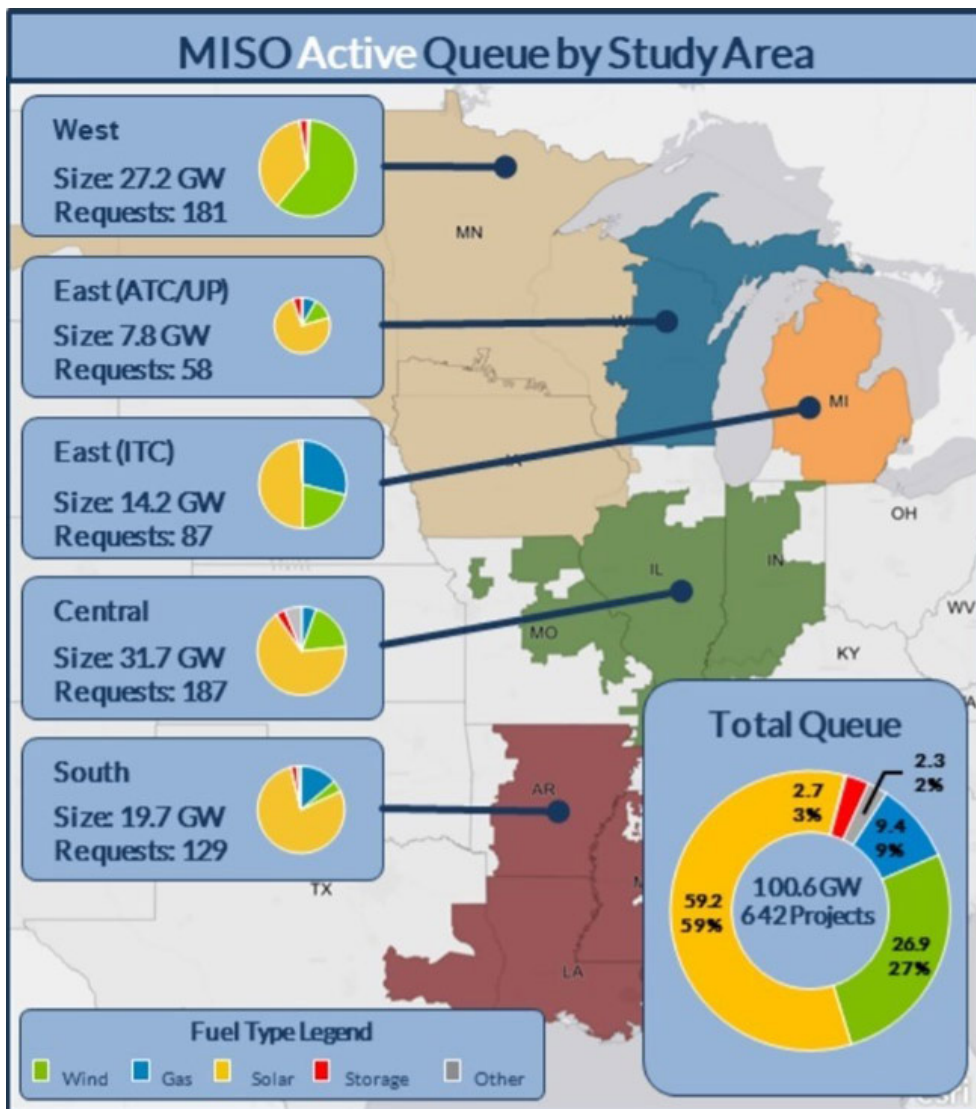 MISO Active Queue by Study Area
West
Size: 27.2 GW
Requests: 181
East (ATC/UP)
Size: 7.8 GW
Requests: 58
East (ITC)
Size: 14.2 GW
Requests: 87
Central
Size: 31.7 GW
Requests: 187
South
Size: 19.7 GW
Requests: 129
MN
MI
OH
IL
IN
MO
WV
KY
AR
TX
LA
Total Queue
2.3
2%
2.7
3%
9.4
9%
59.2
59%
100.6 GW
642 Projects
26.9
27%
Fuel Type Legend
Wind
Gas
Solar
Storage
Other
esri